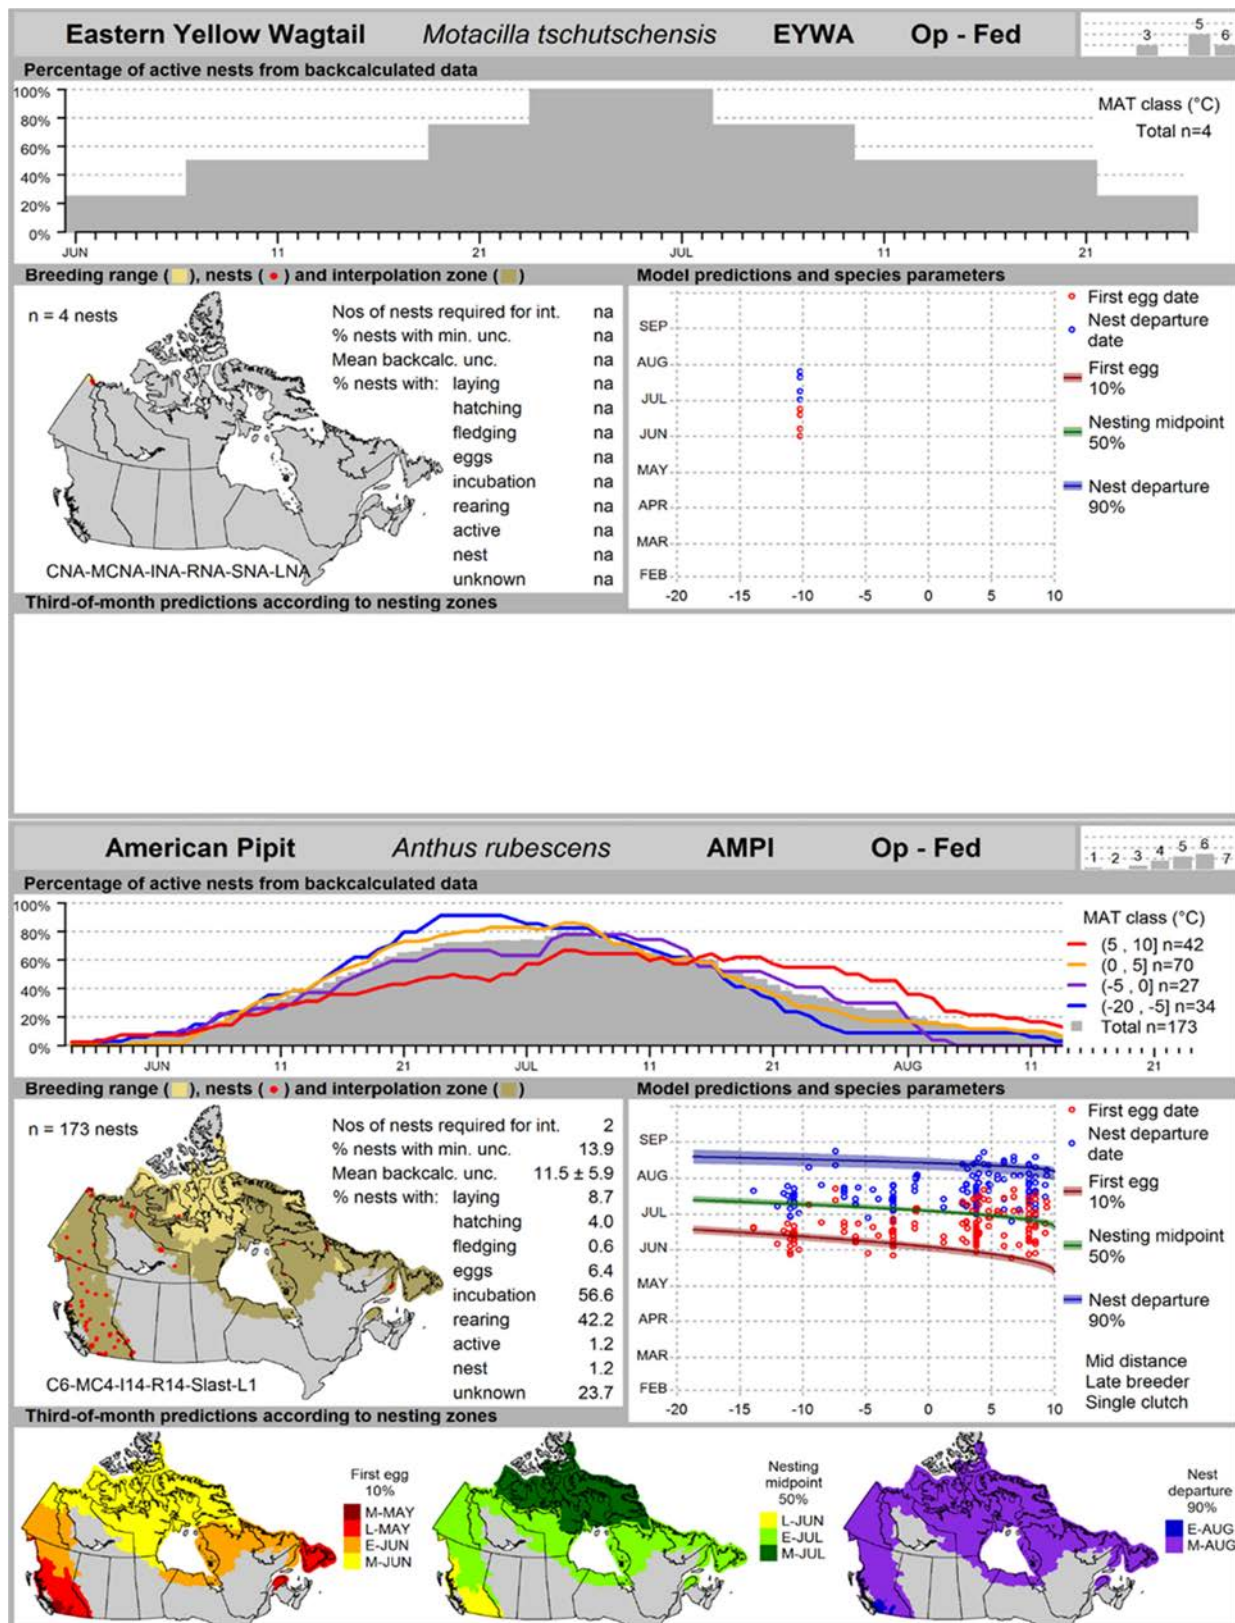 Eastern Yellow Wagtail Motacilla tschutschensis EYWA Op - Fed
3 5 6
Percentage of active nests from backcalculated data
100%
80%
60%
40%
20%
0%
MAT class (°C)
Total n=4
JUN 11 21 JUL 11 21
Breeding range ( ), nests ( ) and interpolation zone ( )
n = 4 nests
Nos of nests required for int. na
% nests with min. unc. na
Mean backcalc. unc. na
% nests with: laying na
hatching na
fledging na
eggs na
incubation na
rearing na
active na
nest na
unknown na
CNA-MCNA-INA-RNA-SNA-LNA
Model predictions and species parameters
SEP
AUG
JUL
JUN
MAY
APR
MAR
FEB
-20 -15 -10 -5 0 5 10
First egg date
Nest departure
date
First egg
10%
Nesting midpoint
50%
Nest departure
90%
Third-of-month predictions according to nesting zones
American Pipit Anthus rubescens AMPI Op - Fed
1 2 3 4 5 6 7
Percentage of active nests from backcalculated data
100%
80%
60%
40%
20%
0%
MAT class (°C)
(5 , 10] n=42
(0 , 5] n=70
(-5 , 0] n=27
(-20 , -5] n=34
Total n=173
JUN 11 21 JUL 11 21 AUG 11 21
Breeding range ( ), nests ( ) and interpolation zone ( )
n = 173 nests
Nos of nests required for int. 2
% nests with min. unc. 13.9
Mean backcalc. unc. 11.5 ± 5.9
% nests with: laying 8.7
hatching 4.0
fledging 0.6
eggs 6.4
incubation 56.6
rearing 42.2
active 1.2
nest 1.2
unknown 23.7
C6-MC4-I14-R14-Slast-L1
Model predictions and species parameters
SEP
AUG
JUL
JUN
MAY
APR
MAR
FEB
-20 -15 -10 -5 0 5 10
First egg date
Nest departure
date
First egg
10%
Nesting midpoint
50%
Nest departure
90%
Mid distance
Late breeder
Single clutch
Third-of-month predictions according to nesting zones
First egg
10%
M-MAY
L-MAY
E-JUN
M-JUN
Nesting
midpoint
50%
L-JUN
E-JUL
M-JUL
Nest
departure
90%
E-AUG
M-AUG